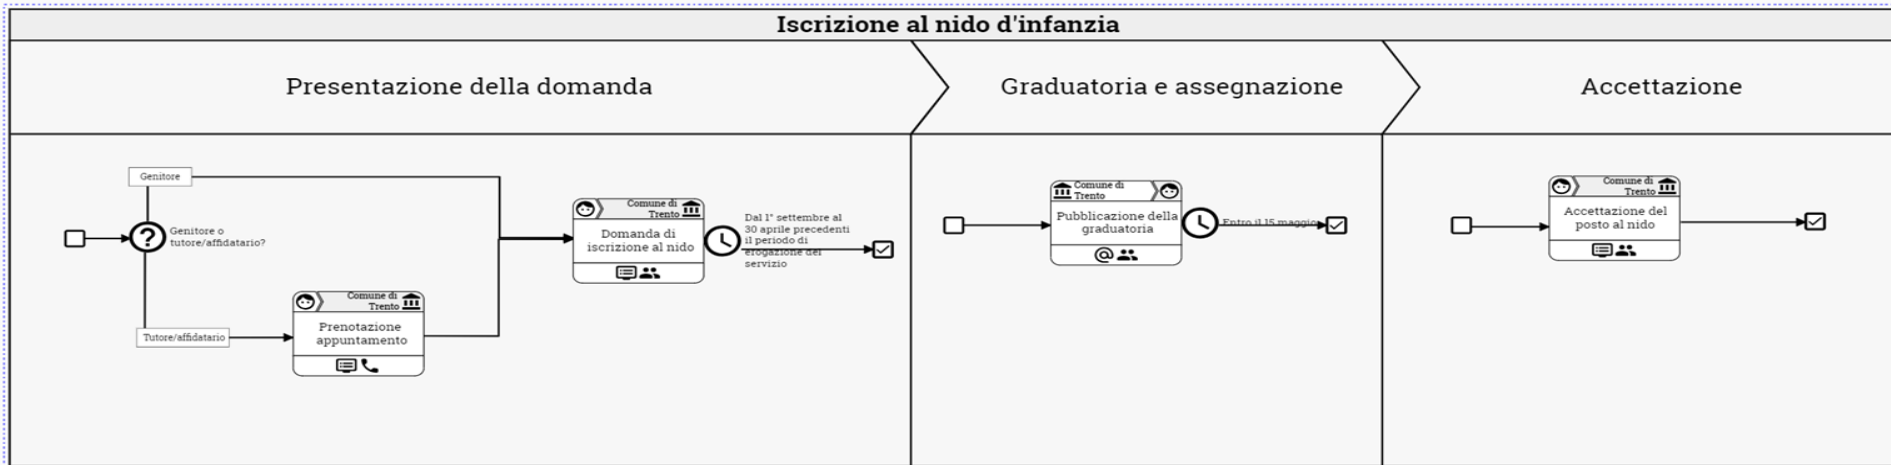 Iscrizione al nido d'infanzia
Presentazione della domanda
Graduatoria e assegnazione
Accettazione
Genitore
Genitore o
tutore/affidatario?
Tutore/affidatario
Comune di
Trento
Prenotazione
appuntamento
Comune di
Trento
Domanda di
iscrizione al nido
Dal 1° settembre al
30 aprile precedenti
il periodo di
erogazione del
servizio
Comune di
Trento
Pubblicazione della
graduatoria
Entro il 15 maggio
Comune di
Trento
Accettazione del
posto al nido